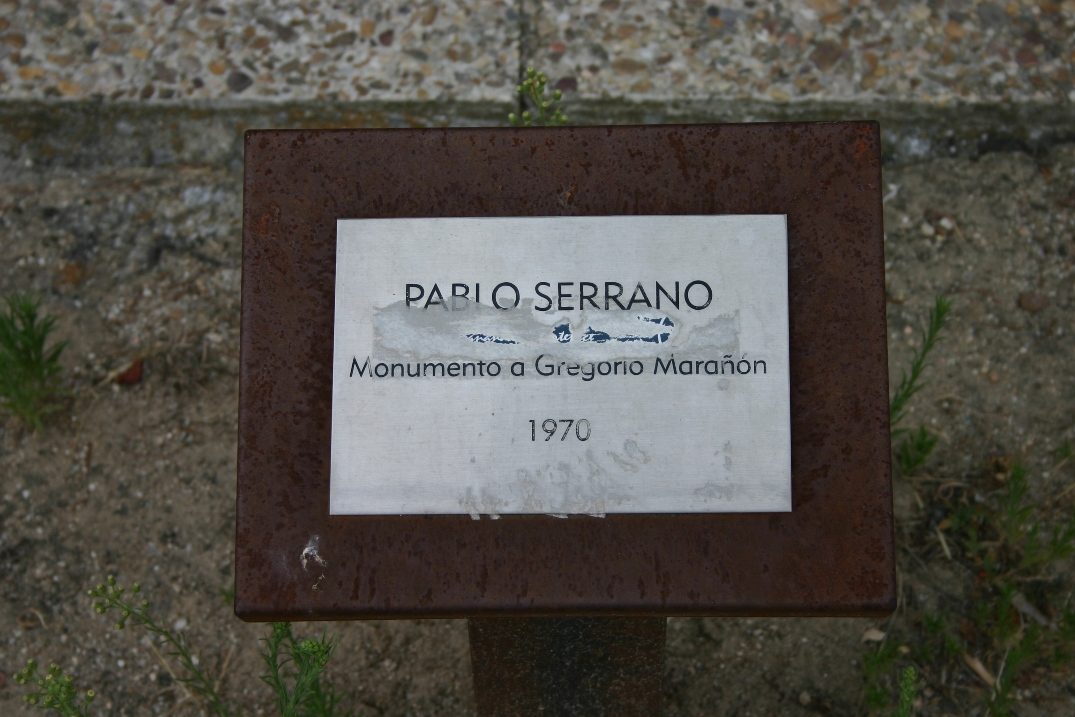 PABLO SERRANO
Monumento a Gregorio Marañón
1970